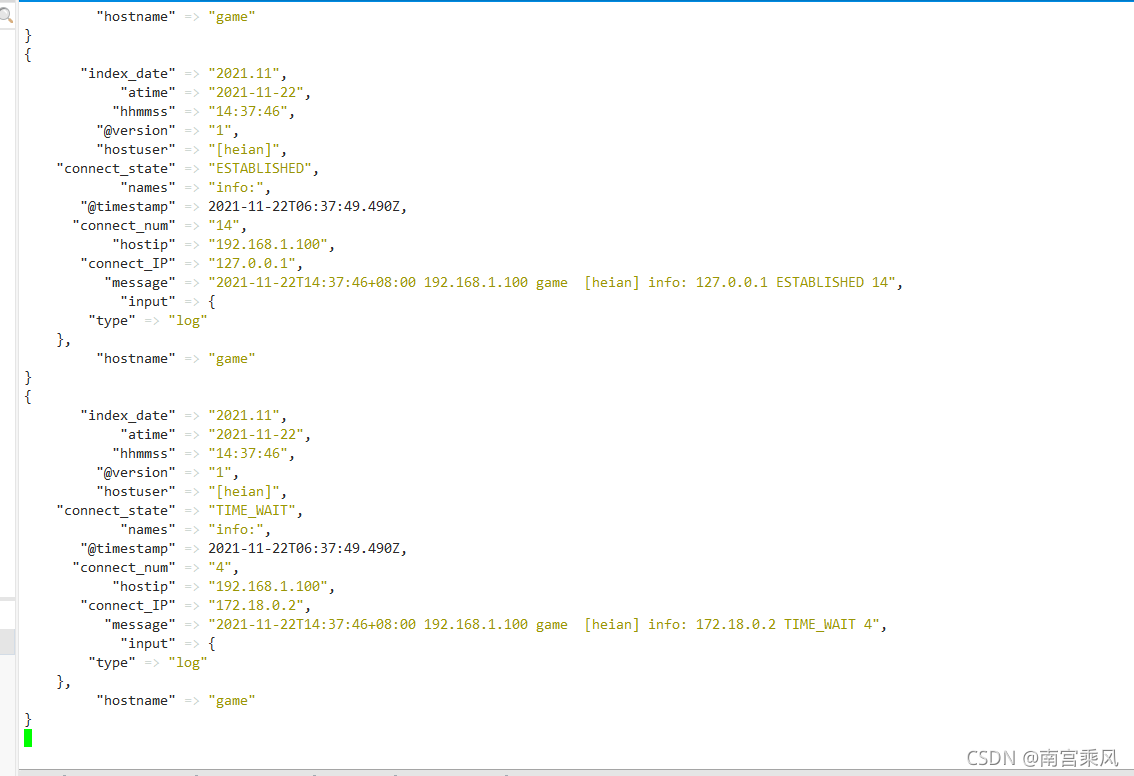 "hostname" => "game"
}
{
"index_date" => "2021.11",
"atime" => "2021-11-22",
"hhmmss" => "14:37:46",
"@version" => "1",
"hostuser" => "[heian]",
"connect_state" => "ESTABLISHED",
"names" => "info:",
"@timestamp" => 2021-11-22T06:37:49.490Z,
"connect_num" => "14",
"hostip" => "192.168.1.100",
"connect_IP" => "127.0.0.1",
"message" => "2021-11-22T14:37:46+08:00 192.168.1.100 game  [heian] info: 127.0.0.1 ESTABLISHED 14",
"input" => {
"type" => "log"
},
"hostname" => "game"
}
{
"index_date" => "2021.11",
"atime" => "2021-11-22",
"hhmmss" => "14:37:46",
"@version" => "1",
"hostuser" => "[heian]",
"connect_state" => "TIME_WAIT",
"names" => "info:",
"@timestamp" => 2021-11-22T06:37:49.490Z,
"connect_num" => "4",
"hostip" => "192.168.1.100",
"connect_IP" => "172.18.0.2",
"message" => "2021-11-22T14:37:46+08:00 192.168.1.100 game  [heian] info: 172.18.0.2 TIME_WAIT 4",
"input" => {
"type" => "log"
},
"hostname" => "game"
}
CSDN @南宫乘风